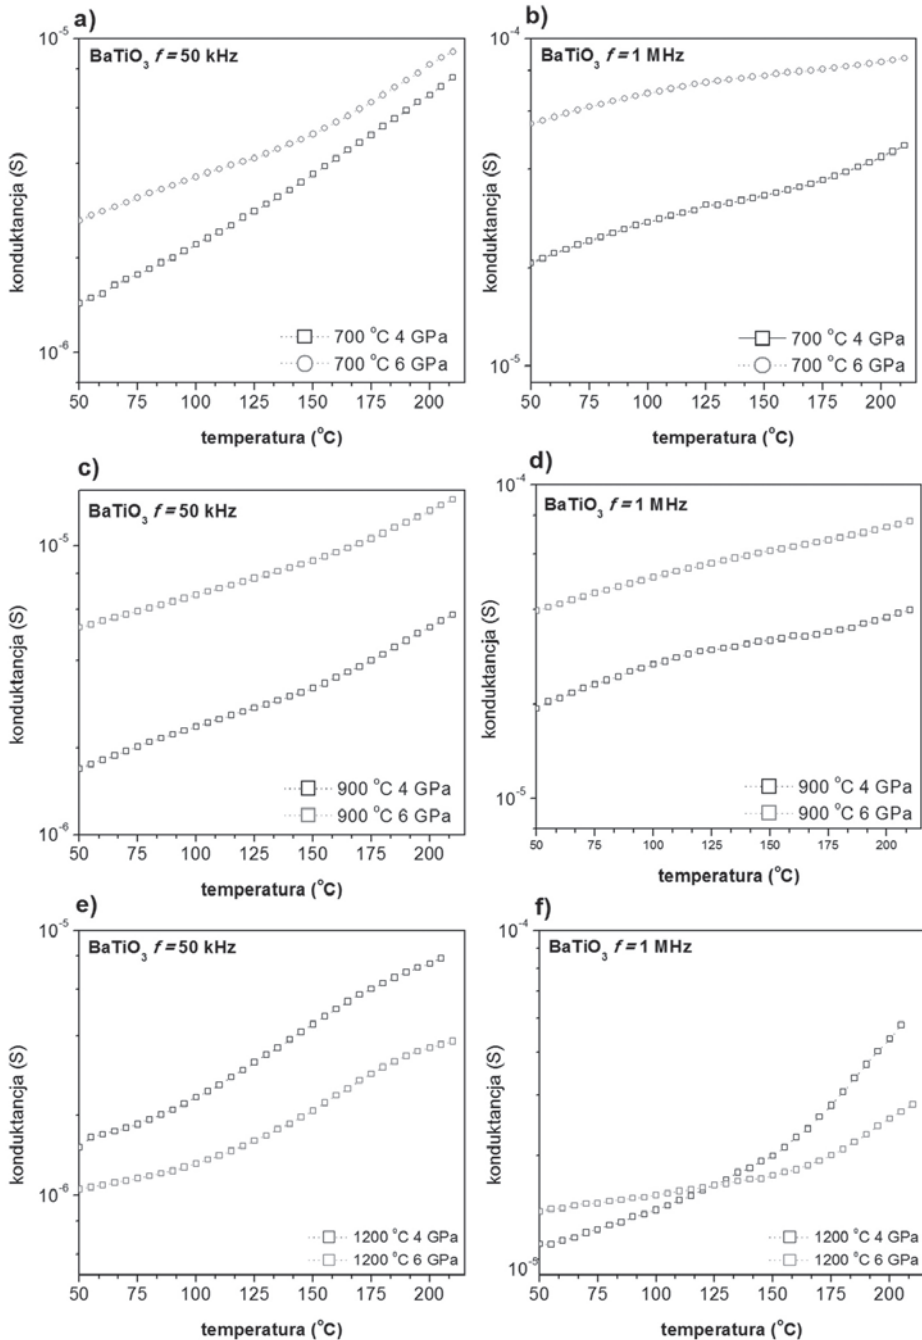 a)
BaTiO3 f = 50 kHz
10-5
10-6
konduktancja (S)
700 °C 4 GPa
700 °C 6 GPa
50 75 100 125 150 175 200
temperatura (°C)
b)
BaTiO3 f = 1 MHz
10-4
10-5
konduktancja (S)
700 °C 4 GPa
700 °C 6 GPa
50 75 100 125 150 175 200
temperatura (°C)
c)
BaTiO3 f = 50 kHz
10-5
10-6
konduktancja (S)
900 °C 4 GPa
900 °C 6 GPa
50 75 100 125 150 175 200
temperatura (°C)
d)
BaTiO3 f = 1 MHz
10-4
10-5
konduktancja (S)
900 °C 4 GPa
900 °C 6 GPa
50 75 100 125 150 175 200
temperatura (°C)
e)
BaTiO3 f = 50 kHz
10-5
10-6
konduktancja (S)
1200 °C 4 GPa
1200 °C 6 GPa
50 75 100 125 150 175 200
temperatura (°C)
f)
BaTiO3 f = 1 MHz
10-4
10-5
konduktancja (S)
1200 °C 4 GPa
1200 °C 6 GPa
50 75 100 125 150 175 200
temperatura (°C)